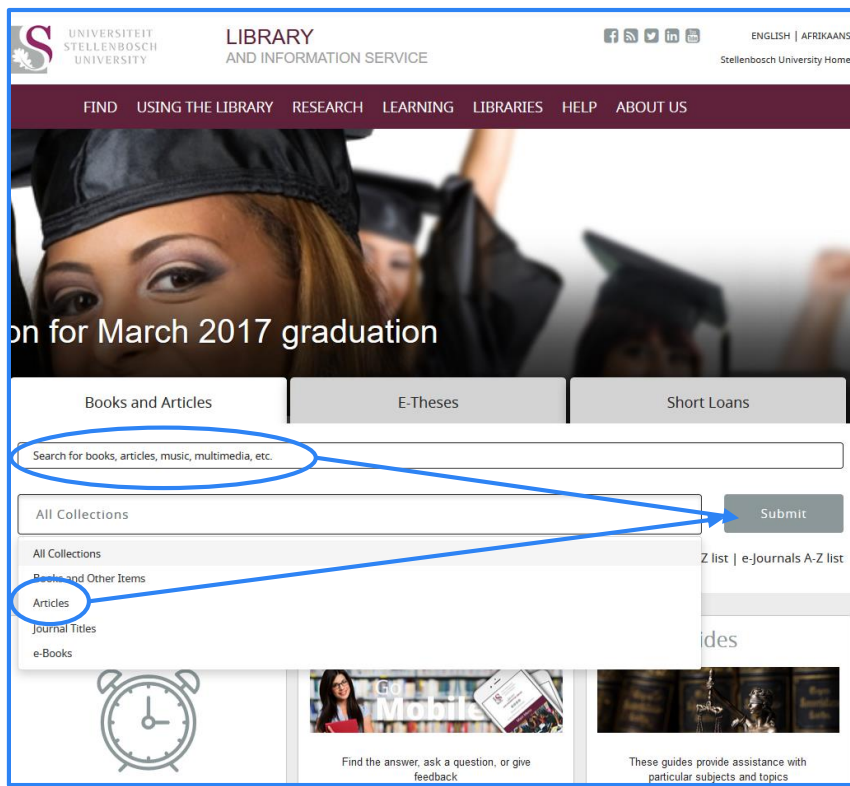 UNIVERSITEIT
STELLENBOSCH
UNIVERSITY
LIBRARY
AND INFORMATION SERVICE
ENGLISH | AFRIKAANS
Stellenbosch University Home
FIND USING THE LIBRARY RESEARCH LEARNING LIBRARIES HELP ABOUT US
on for March 2017 graduation
Books and Articles
E-Theses
Short Loans
Search for books, articles, music, multimedia, etc.
All Collections
Submit
All Collections
Z list | e-Journals A-Z list
Books and Other Items
Articles
Journal Titles
ides
e-Books
Go
Mobile
Find the answer, ask a question, or give
feedback
These guides provide assistance with
particular subjects and topics